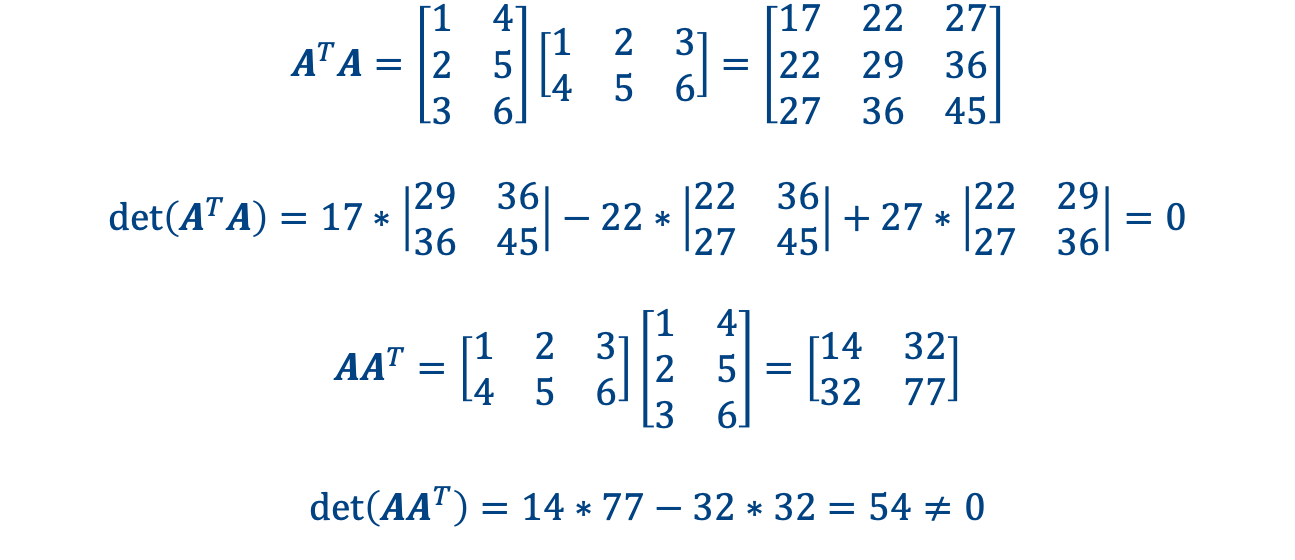 AᵀA = [1 4; 2 5; 3 6] [1 2 3; 4 5 6] = [17 22 27; 22 29 36; 27 36 45]
det(AᵀA) = 17 * |29 36; 36 45| − 22 * |22 36; 27 45| + 27 * |22 29; 27 36| = 0
AAᵀ = [1 2 3; 4 5 6] [1 4; 2 5; 3 6] = [14 32; 32 77]
det(AAᵀ) = 14 * 77 − 32 * 32 = 54 ≠ 0